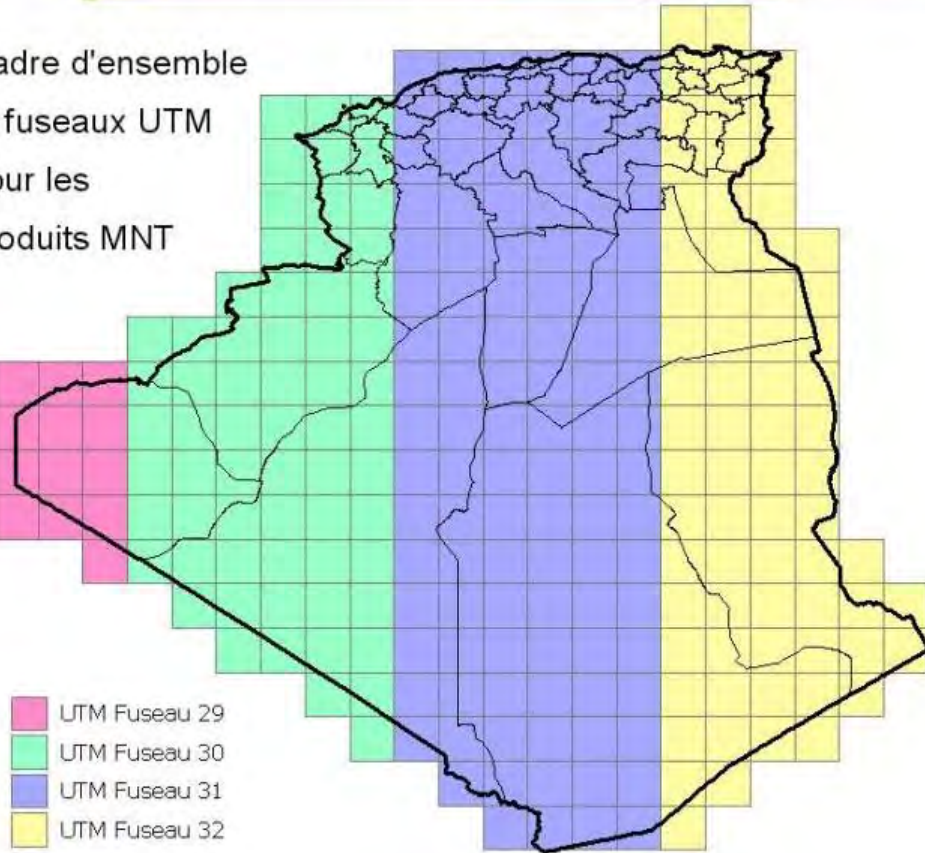 adre d'ensemble
fuseaux UTM
our les
oduits MNT
UTM Fuseau 29
UTM Fuseau 30
UTM Fuseau 31
UTM Fuseau 32